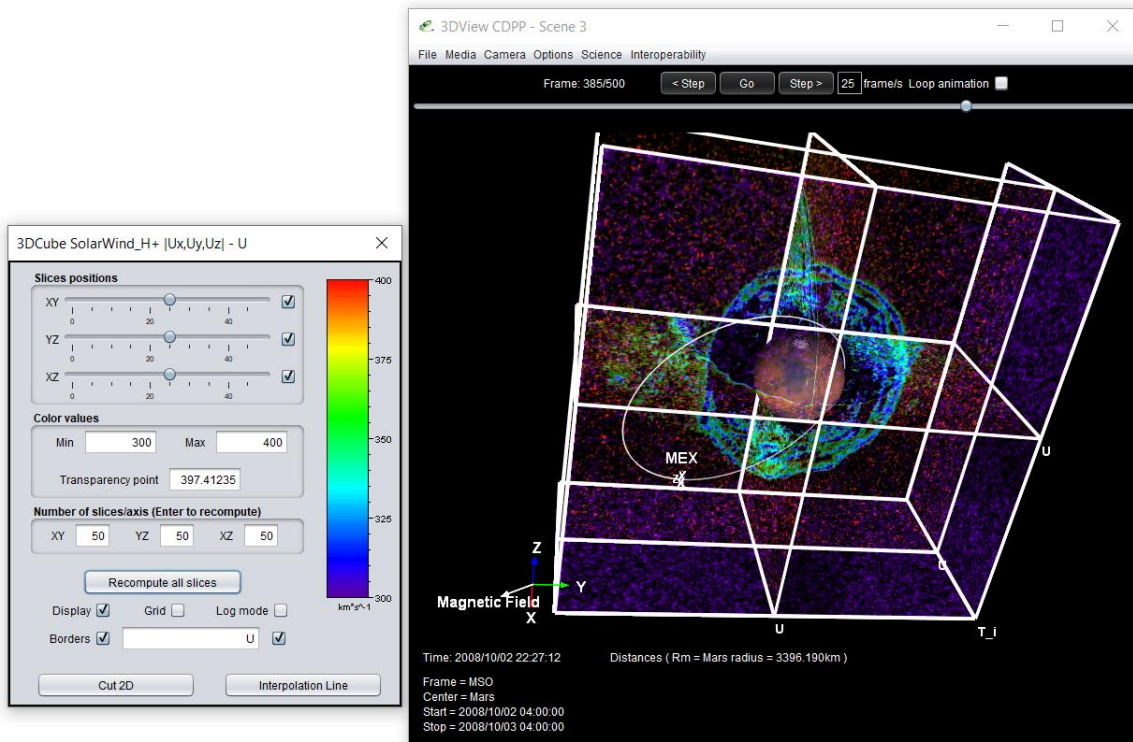 3DView CDPP - Scene 3
File Media Camera Options Science Interoperability
Frame: 385/500 < Step Go Step > 25 frame/s Loop animation
3DCube SolarWind_H+ |Ux,Uy,Uz| - U
Slices positions
XY
0 20 40
YZ
0 20 40
XZ
0 20 40
Color values
Min 300 Max 400
Transparency point 397.41235
Number of slices/axis (Enter to recompute)
XY 50 YZ 50 XZ 50
Recompute all slices
Display Grid Log mode
Borders U
Cut 2D Interpolation Line
400
375
350
325
300
km*s^-1
MEX
U
U
Z
Y
Magnetic Field
X
U
T_i
Time: 2008/10/02 22:27:12 Distances ( Rm = Mars radius = 3396.190km )
Frame = MSO
Center = Mars
Start = 2008/10/02 04:00:00
Stop = 2008/10/03 04:00:00